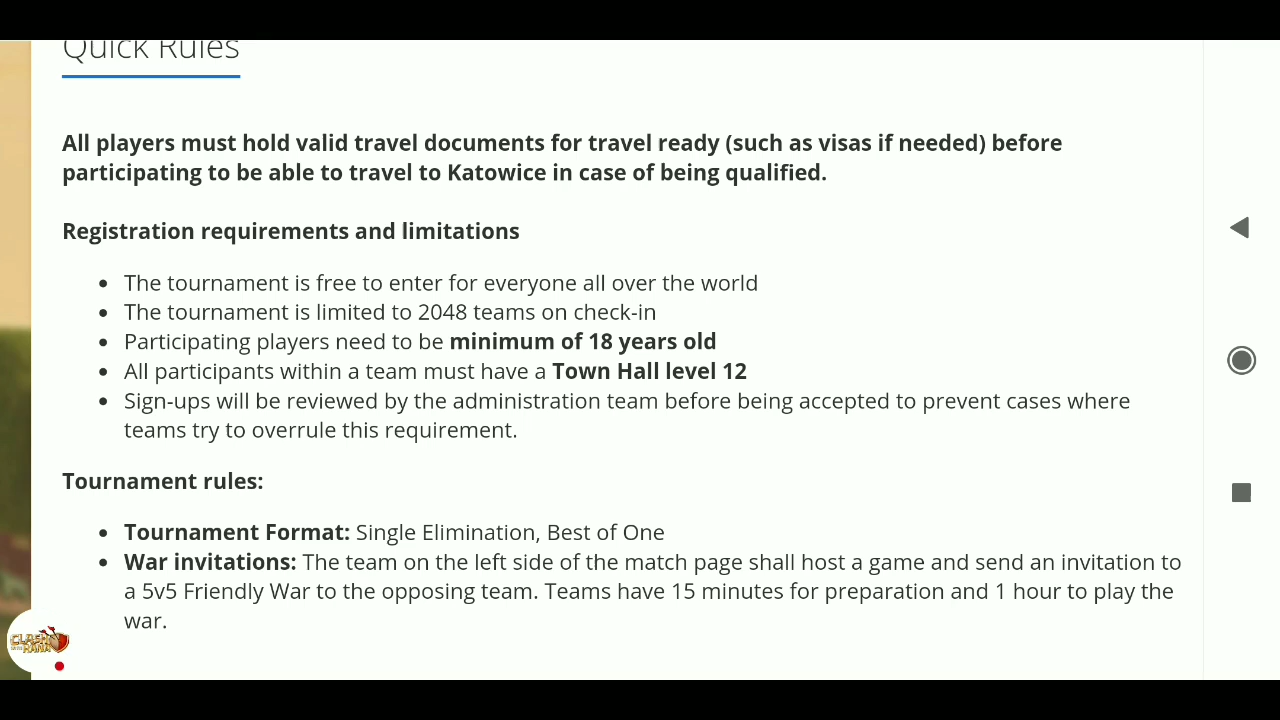 Quick Rules
All players must hold valid travel documents for travel ready (such as visas if needed) before
participating to be able to travel to Katowice in case of being qualified.
Registration requirements and limitations
The tournament is free to enter for everyone all over the world
The tournament is limited to 2048 teams on check-in
Participating players need to be minimum of 18 years old
All participants within a team must have a Town Hall level 12
Sign-ups will be reviewed by the administration team before being accepted to prevent cases where
teams try to overrule this requirement.
Tournament rules:
Tournament Format: Single Elimination, Best of One
War invitations: The team on the left side of the match page shall host a game and send an invitation to
a 5v5 Friendly War to the opposing team. Teams have 15 minutes for preparation and 1 hour to play the
war.
CLASH